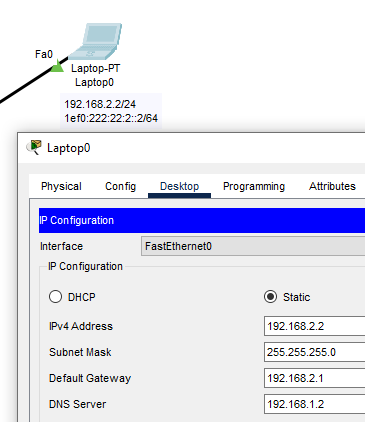 Fa0
Laptop-PT
Laptop0
192.168.2.2/24
1ef0:222:22:2::2/64
Laptop0
Physical Config Desktop Programming Attributes
IP Configuration
Interface FastEthernet0
IP Configuration
DHCP Static
IPv4 Address 192.168.2.2
Subnet Mask 255.255.255.0
Default Gateway 192.168.2.1
DNS Server 192.168.1.2